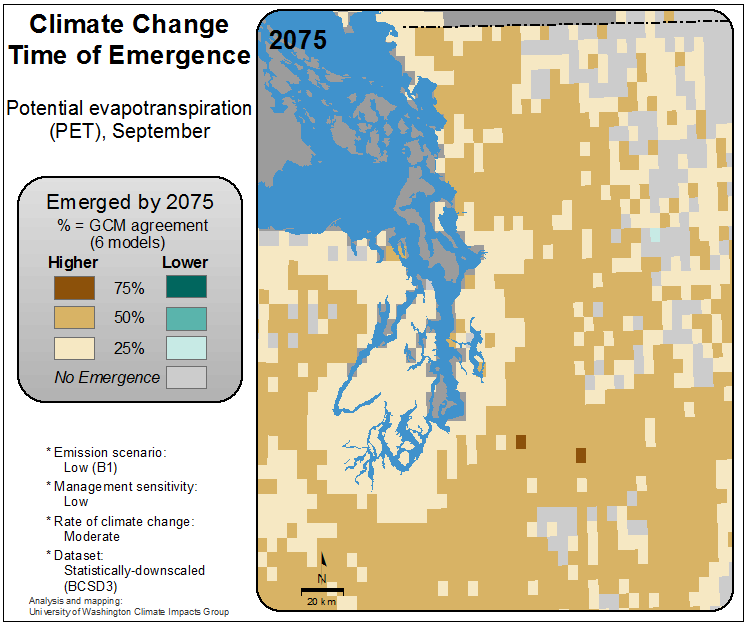 Climate Change
Time of Emergence
Potential evapotranspiration
(PET), September
Emerged by 2075
% = GCM agreement
(6 models)
Higher Lower
75%
50%
25%
No Emergence
* Emission scenario:
Low (B1)
* Management sensitivity:
Low
* Rate of climate change:
Moderate
* Dataset:
Statistically-downscaled
(BCSD3)
Analysis and mapping:
University of Washington Climate Impacts Group
2075
N
20 km